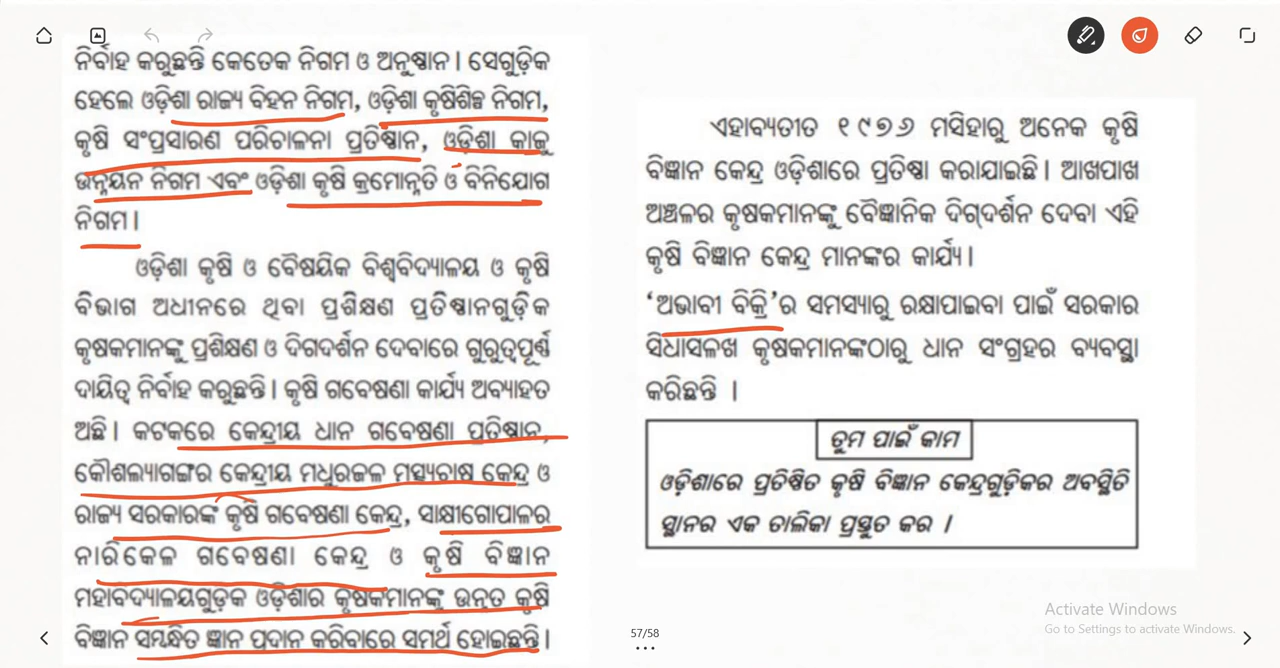 ନିର୍ବାହ କରୁଛନ୍ତି କେତେକ ନିଗମ ଓ ଅନୁଷ୍ଠାନ। ସେଗୁଡ଼ିକ
ହେଲେ ଓଡ଼ିଶା ରାଜ୍ୟ ବିହନ ନିଗମ, ଓଡ଼ିଶା କୃଷିଶିଳ୍ପ ନିଗମ,
କୃଷି ସଂପ୍ରସାରଣ ପରିଚାଳନା ପ୍ରତିଷ୍ଠାନ, ଓଡ଼ିଶା କାଜୁ
ଉନ୍ନୟନ ନିଗମ ଏବଂ ଓଡ଼ିଶା କୃଷି କ୍ରମୋନ୍ନତି ଓ ବିନିଯୋଗ
ନିଗମ।
ଓଡ଼ିଶା କୃଷି ଓ ବୈଷୟିକ ବିଶ୍ୱବିଦ୍ୟାଳୟ ଓ କୃଷି
ବିଭାଗ ଅଧୀନରେ ଥିବା ପ୍ରଶିକ୍ଷଣ ପ୍ରତିଷ୍ଠାନଗୁଡ଼ିକ
କୃଷକମାନଙ୍କୁ ପ୍ରଶିକ୍ଷଣ ଓ ଦିଗଦର୍ଶନ ଦେବାରେ ଗୁରୁତ୍ୱପୂର୍ଣ୍ଣ
ଦାୟିତ୍ୱ ନିର୍ବାହ କରୁଛନ୍ତି। କୃଷି ଗବେଷଣା କାର୍ଯ୍ୟ ଅବ୍ୟାହତ
ଅଛି। କଟକରେ କେନ୍ଦ୍ରୀୟ ଧାନ ଗବେଷଣା ପ୍ରତିଷ୍ଠାନ,
କୌଶଲ୍ୟାଗଙ୍ଗର କେନ୍ଦ୍ରୀୟ ମଧୁରଜଳ ମତ୍ସ୍ୟଚାଷ କେନ୍ଦ୍ର ଓ
ରାଜ୍ୟ ସରକାରଙ୍କ କୃଷି ଗବେଷଣା କେନ୍ଦ୍ର, ସାକ୍ଷୀଗୋପାଳର
ନାରିକେଳ ଗବେଷଣା କେନ୍ଦ୍ର ଓ କୃଷି ବିଜ୍ଞାନ
ମହାବିଦ୍ୟାଳୟଗୁଡ଼ିକ ଓଡ଼ିଶାର କୃଷକମାନଙ୍କୁ ଉନ୍ନତ କୃଷି
ବିଜ୍ଞାନ ସମ୍ବନ୍ଧିତ ଜ୍ଞାନ ପ୍ରଦାନ କରିବାରେ ସମର୍ଥ ହୋଇଛନ୍ତି।
ଏହାବ୍ୟତୀତ ୧୯୭୬ ମସିହାରୁ ଅନେକ କୃଷି
ବିଜ୍ଞାନ କେନ୍ଦ୍ର ଓଡ଼ିଶାରେ ପ୍ରତିଷ୍ଠା କରାଯାଇଛି। ଆଖପାଖ
ଅଞ୍ଚଳର କୃଷକମାନଙ୍କୁ ବୈଜ୍ଞାନିକ ଦିଗ୍‌ଦର୍ଶନ ଦେବା ଏହି
କୃଷି ବିଜ୍ଞାନ କେନ୍ଦ୍ର ମାନଙ୍କର କାର୍ଯ୍ୟ।
‘ଅଭାବୀ ବିକ୍ରି’ର ସମସ୍ୟାରୁ ରକ୍ଷାପାଇବା ପାଇଁ ସରକାର
ସିଧାସଳଖ କୃଷକମାନଙ୍କଠାରୁ ଧାନ ସଂଗ୍ରହର ବ୍ୟବସ୍ଥା
କରିଛନ୍ତି ।
ତୁମ ପାଇଁ କାମ
ଓଡ଼ିଶାରେ ପ୍ରତିଷ୍ଠିତ କୃଷି ବିଜ୍ଞାନ କେନ୍ଦ୍ରଗୁଡ଼ିକର ଅବସ୍ଥିତି
ସ୍ଥାନର ଏକ ତାଲିକା ପ୍ରସ୍ତୁତ କର ।
Activate Windows
Go to Settings to activate Windows.
57/58